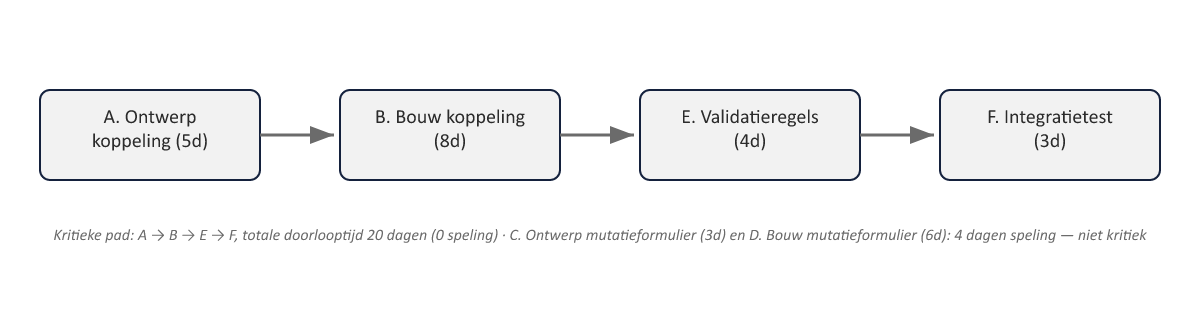 A. Ontwerp
koppeling (5d)
B. Bouw koppeling
(8d)
E. Validatieregels
(4d)
F. Integratietest
(3d)
Kritieke pad: A → B → E → F, totale doorlooptijd 20 dagen (0 speling) · C. Ontwerp mutatieformulier (3d) en D. Bouw mutatieformulier (6d): 4 dagen speling — niet kritiek